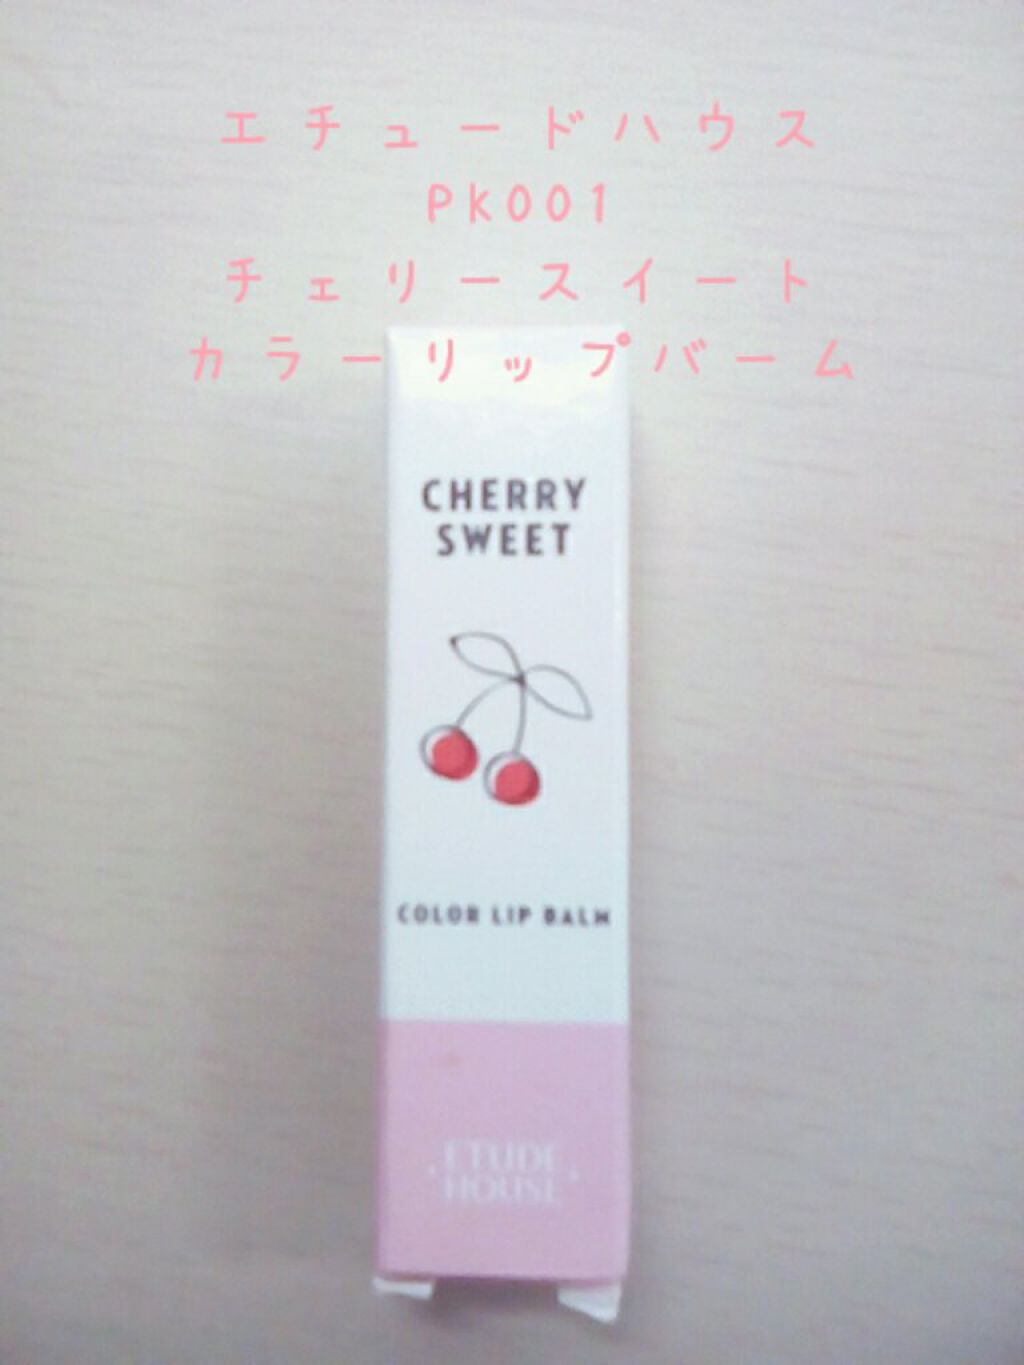 エチュードハウス
PK001
チェリースイート
カラーリップバーム
CHERRY
SWEET
COLOR LIP BALM
ETUDE
HOUSE